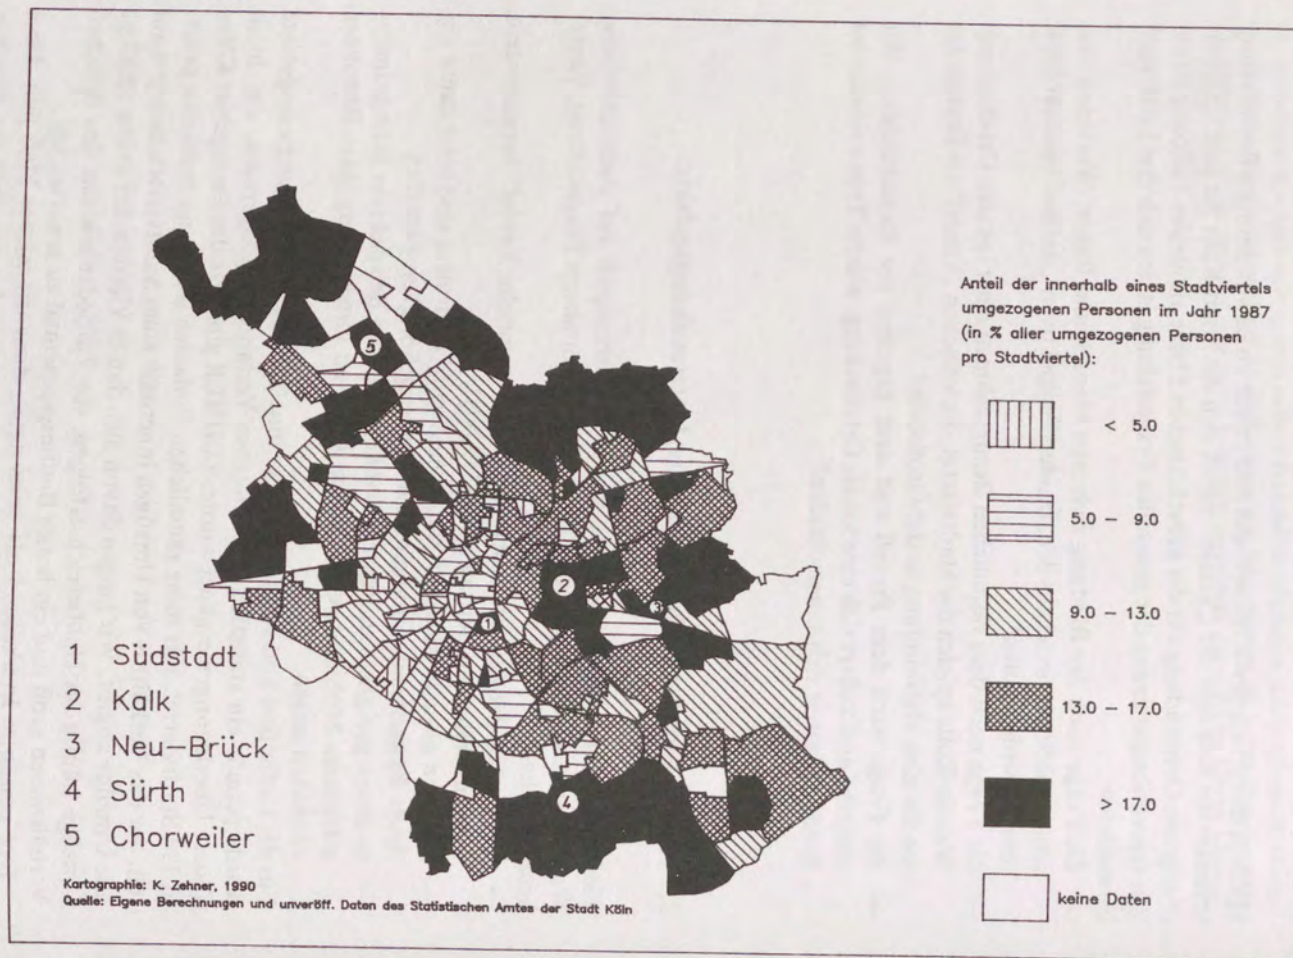 Anteil der innerhalb eines Stadtviertels
umgezogenen Personen im Jahr 1987
(in % aller umgezogenen Personen
pro Stadtviertel):
< 5.0
5.0 – 9.0
9.0 – 13.0
13.0 – 17.0
> 17.0
keine Daten
5
2
3
1
4
1 Südstadt
2 Kalk
3 Neu–Brück
4 Sürth
5 Chorweiler
Kartographie: K. Zehner, 1990
Quelle: Eigene Berechnungen und unveröff. Daten des Statistischen Amtes der Stadt Köln